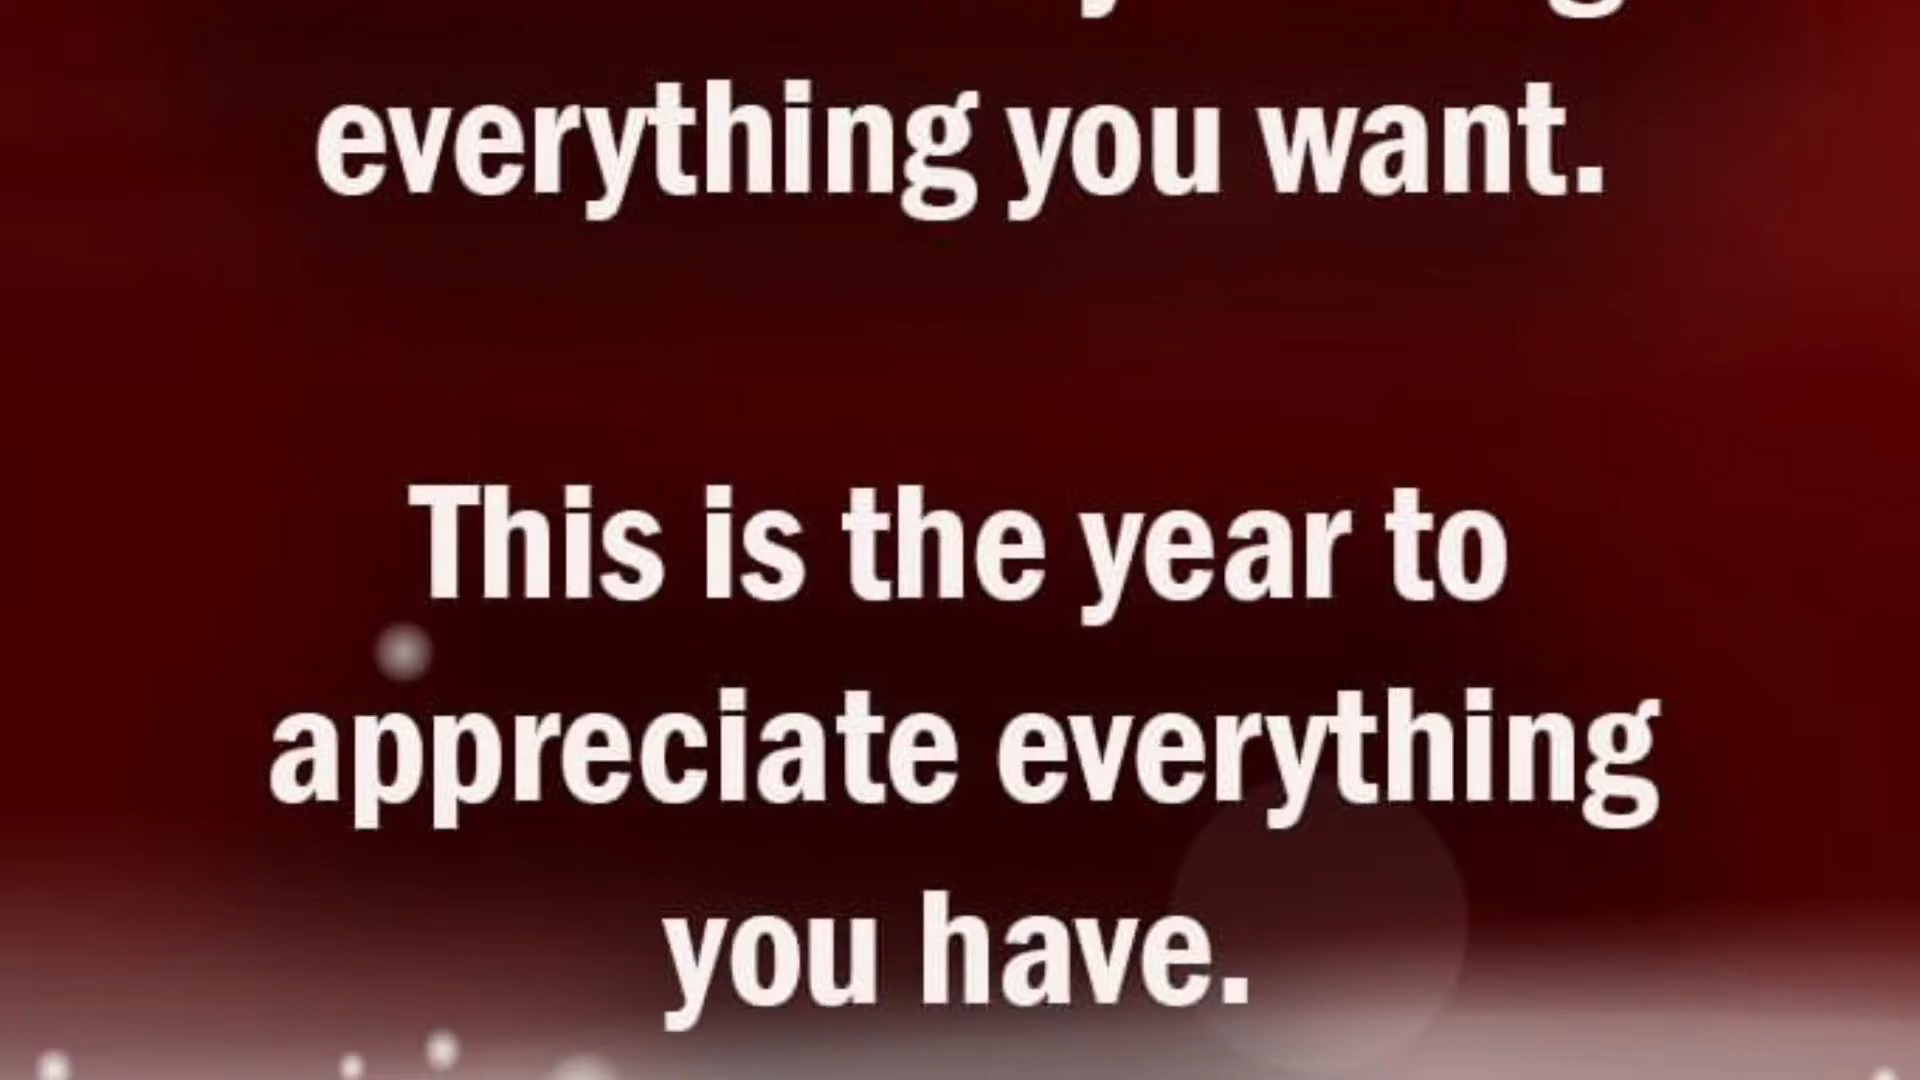 everything you want.
This is the year to
appreciate everything
you have.